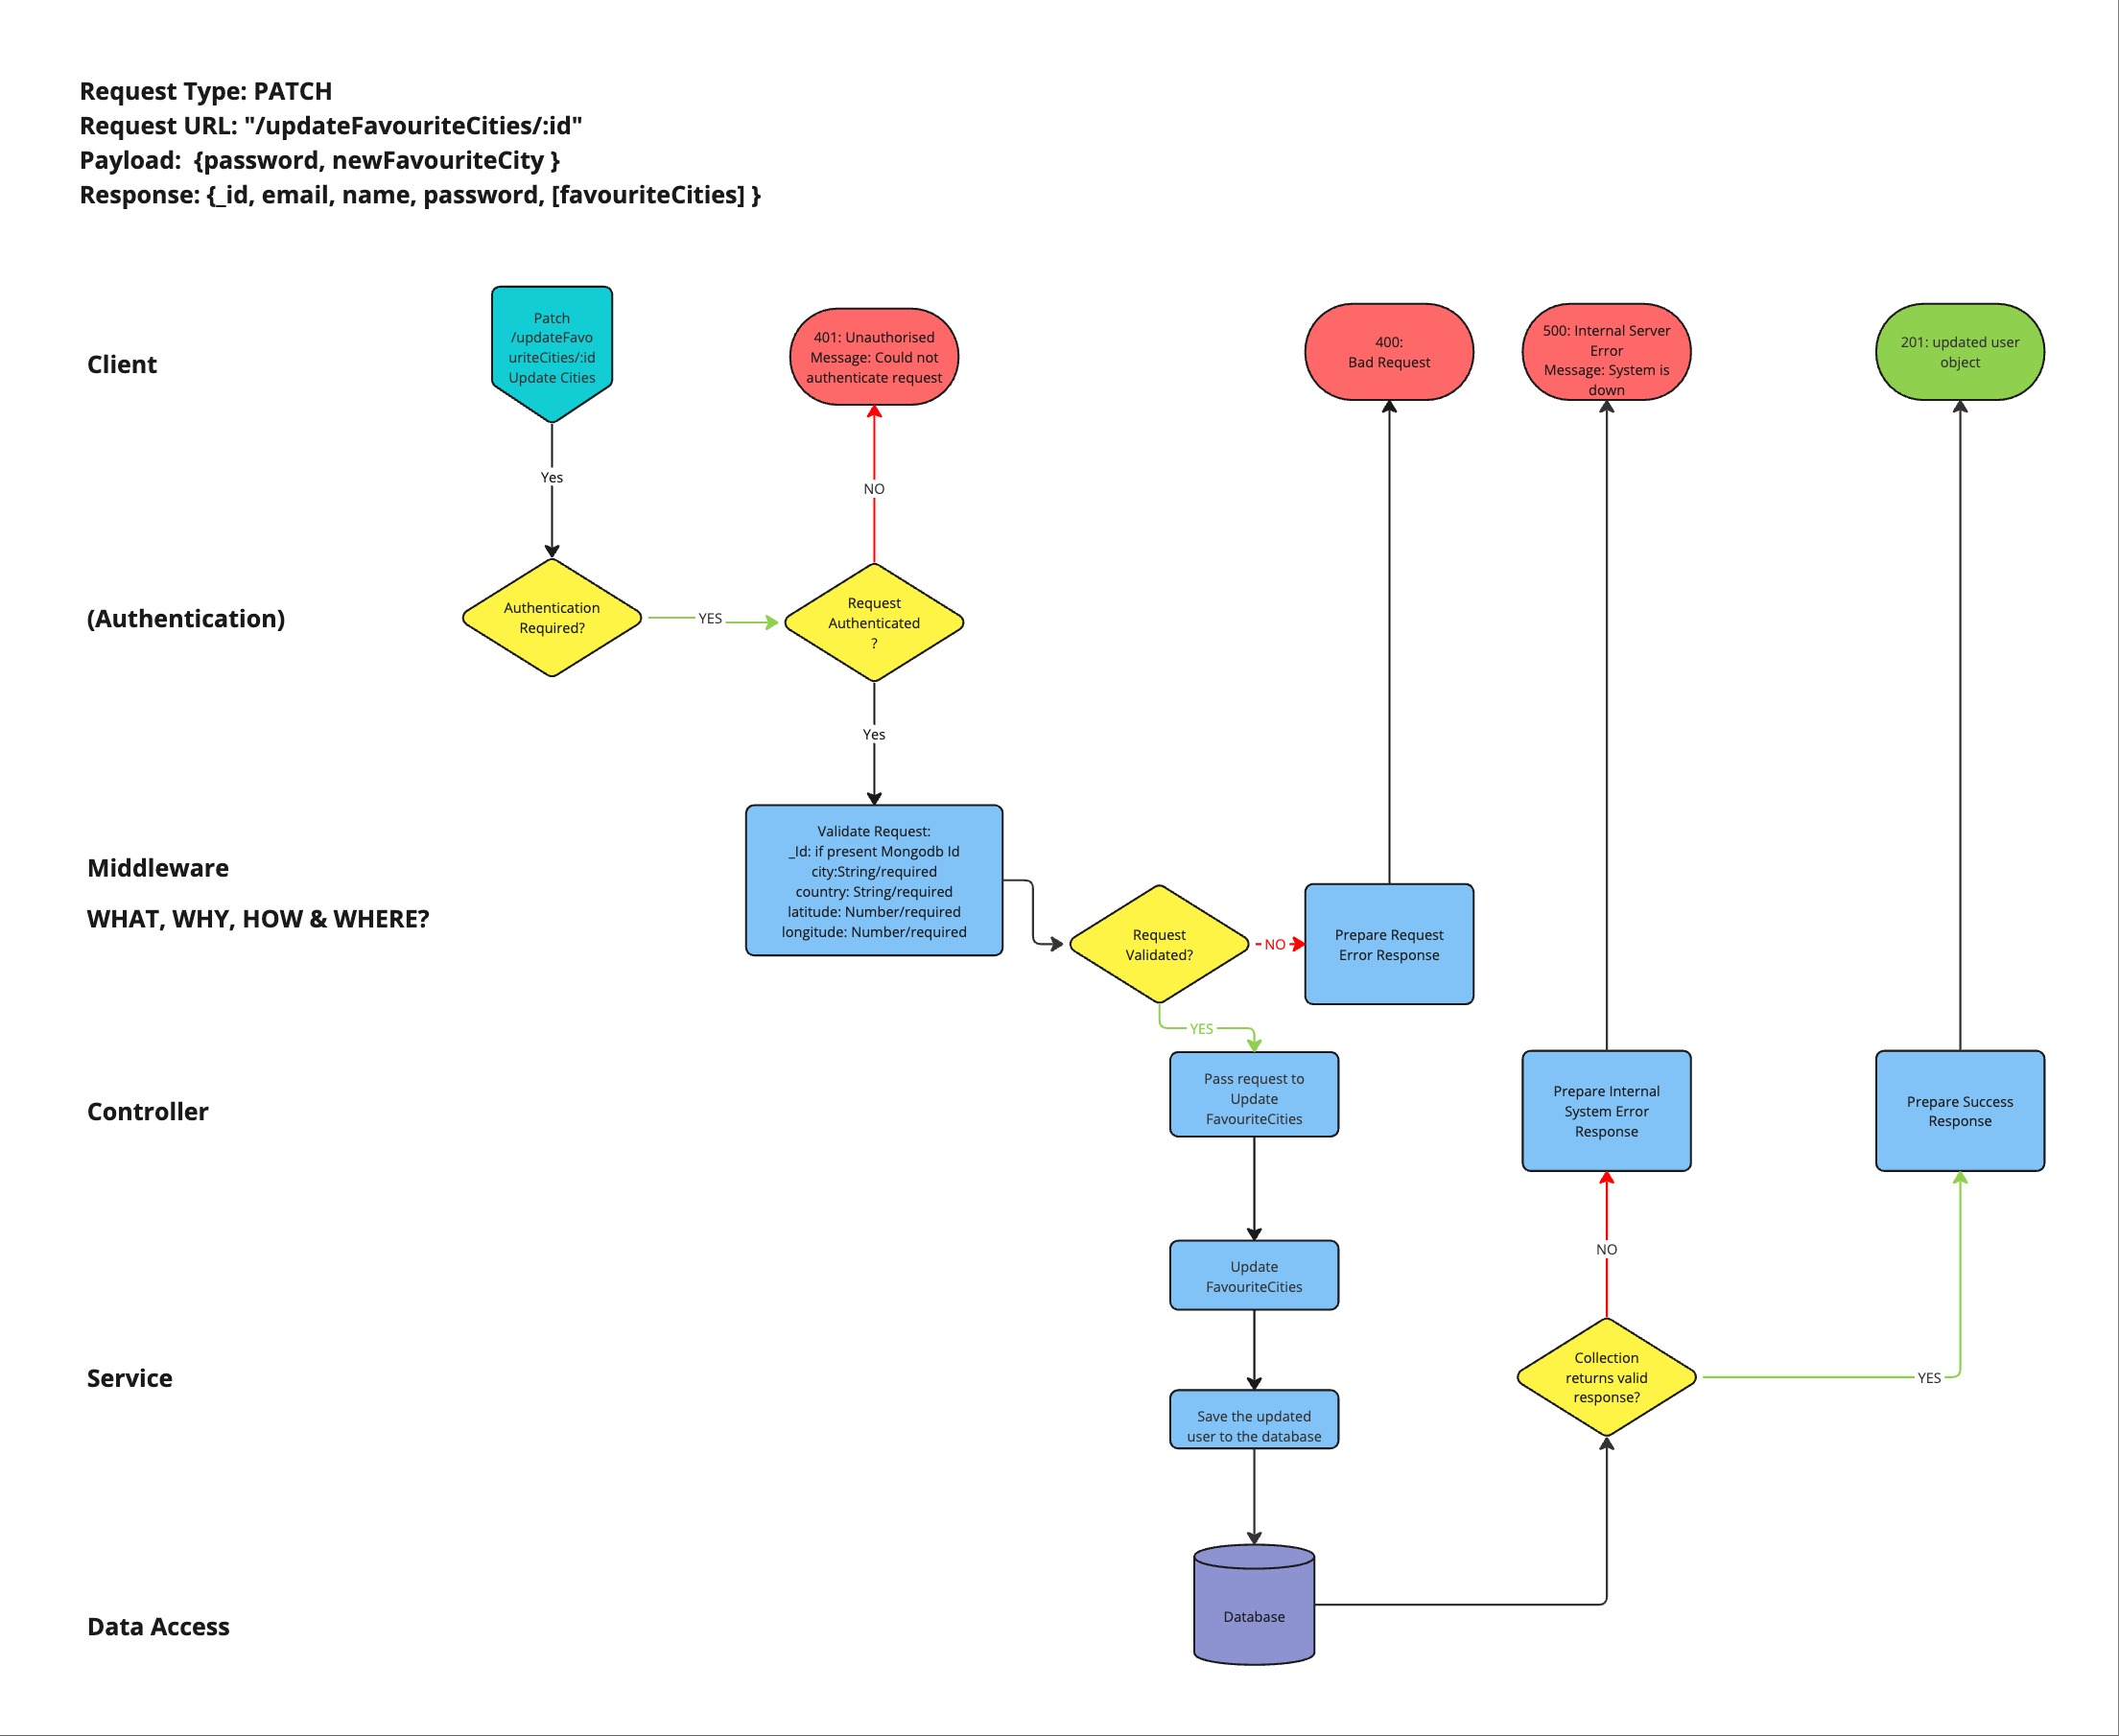 Request Type: PATCH
Request URL: "/updateFavouriteCities/:id"
Payload:  {password, newFavouriteCity }
Response: {_id, email, name, password, [favouriteCities] }
Client
Patch
/updateFavo
uriteCities/:id
Update Cities
401: Unauthorised
Message: Could not
authenticate request
400:
Bad Request
500: Internal Server
Error
Message: System is
down
201: updated user
object
Yes
NO
(Authentication)
Authentication
Required?
YES
Request
Authenticated
?
Yes
Middleware
WHAT, WHY, HOW & WHERE?
Validate Request:
_Id: if present Mongodb Id
city:String/required
country: String/required
latitude: Number/required
longitude: Number/required
Request
Validated?
NO
Prepare Request
Error Response
YES
Controller
Pass request to
Update
FavouriteCities
Prepare Internal
System Error
Response
Prepare Success
Response
Update
FavouriteCities
NO
Service
Save the updated
user to the database
Collection
returns valid
response?
YES
Data Access
Database